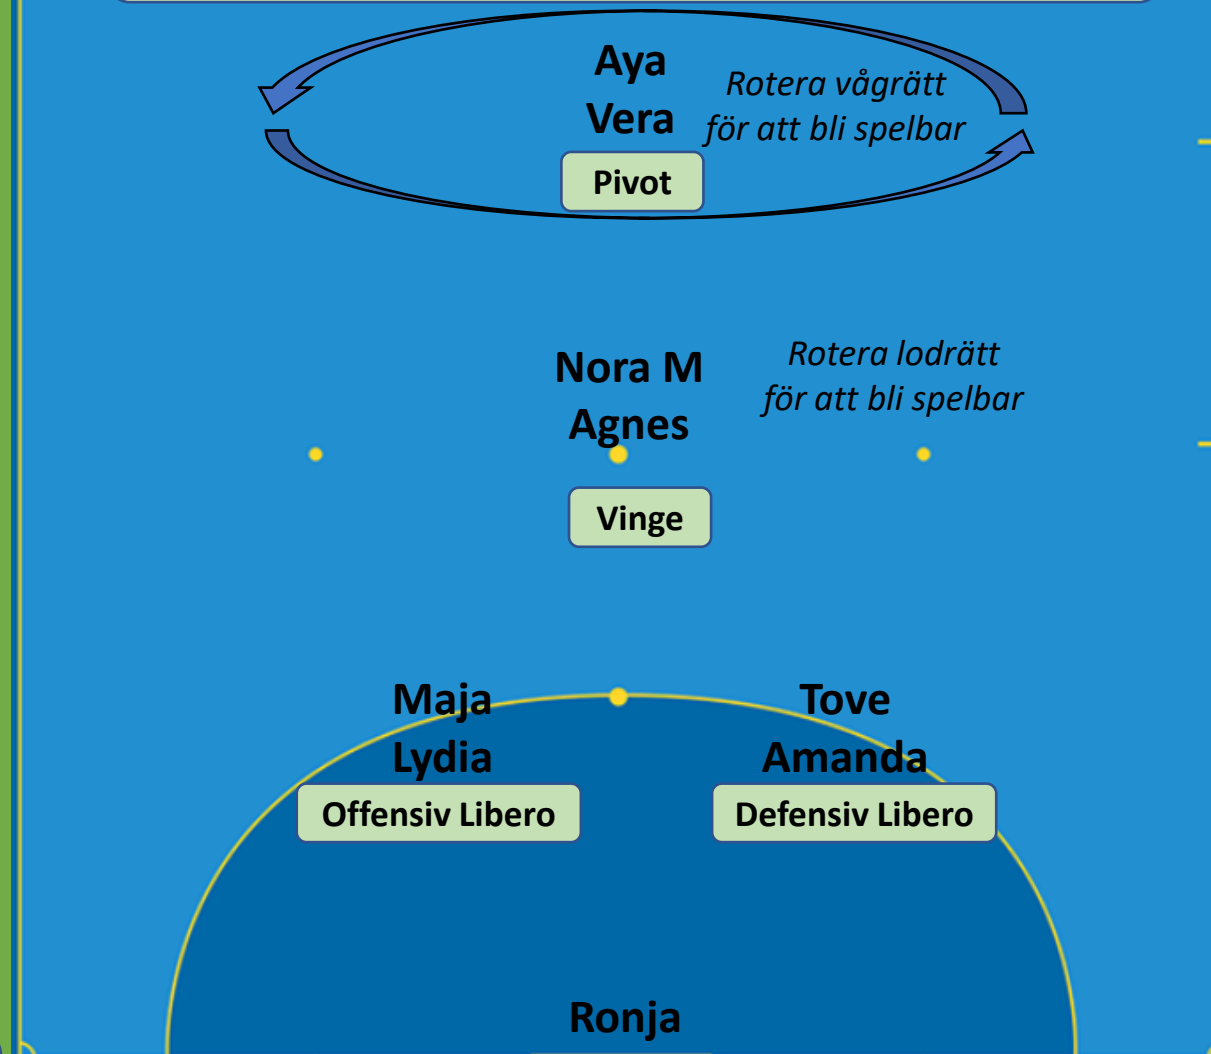 Aya
Vera
Rotera vågrätt
för att bli spelbar
Pivot
Nora M
Agnes
Rotera lodrätt
för att bli spelbar
Vinge
Maja
Lydia
Offensiv Libero
Tove
Amanda
Defensiv Libero
Ronja